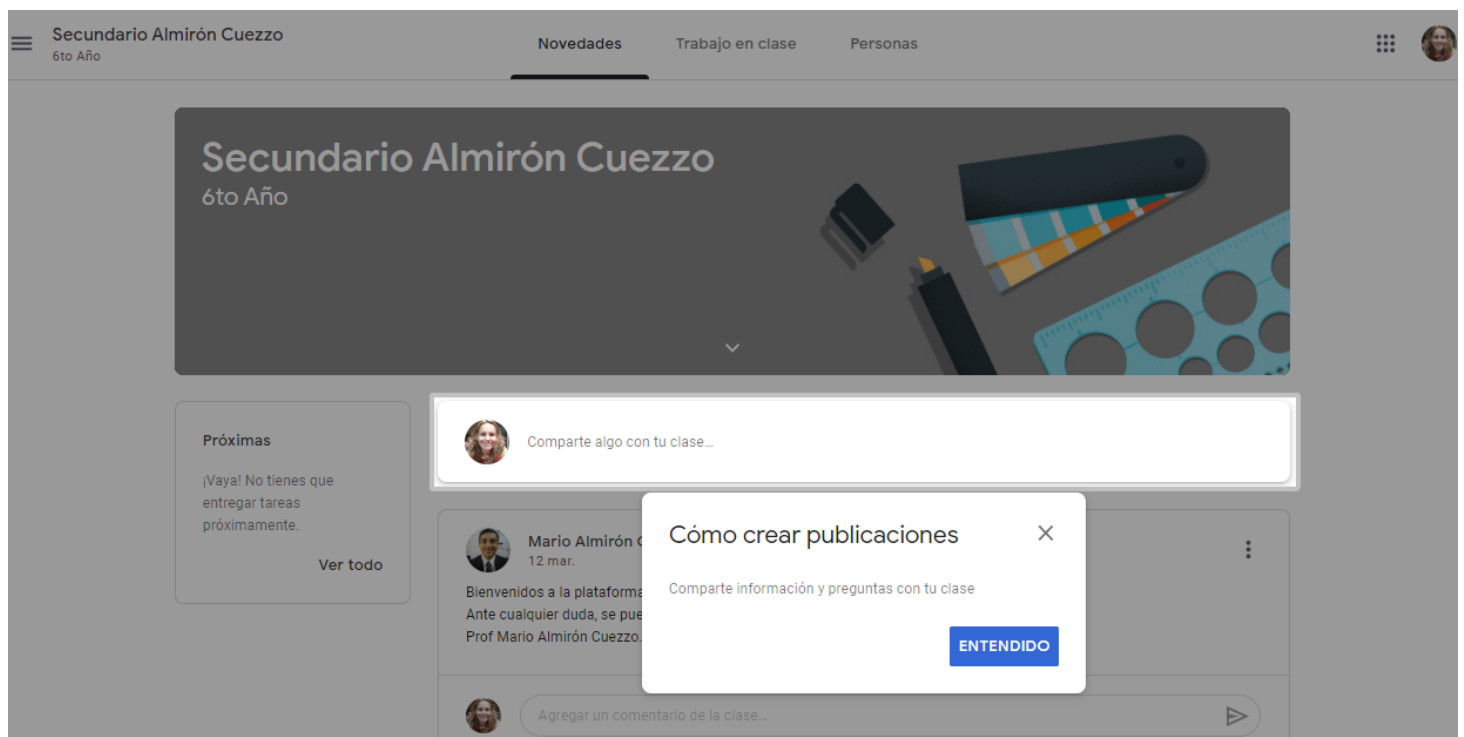 Secundario Almirón Cuezzo
6to Año
Novedades
Trabajo en clase
Personas
Secundario Almirón Cuezzo
6to Año
Próximas
¡Vaya! No tienes que
entregar tareas
próximamente.
Ver todo
Comparte algo con tu clase...
Mario Almirón
12 mar.
Bienvenidos a la plataforma
Ante cualquier duda, se pue
Prof Mario Almirón Cuezzo.
Cómo crear publicaciones
Comparte información y preguntas con tu clase
ENTENDIDO
Agregar un comentario de la clase...